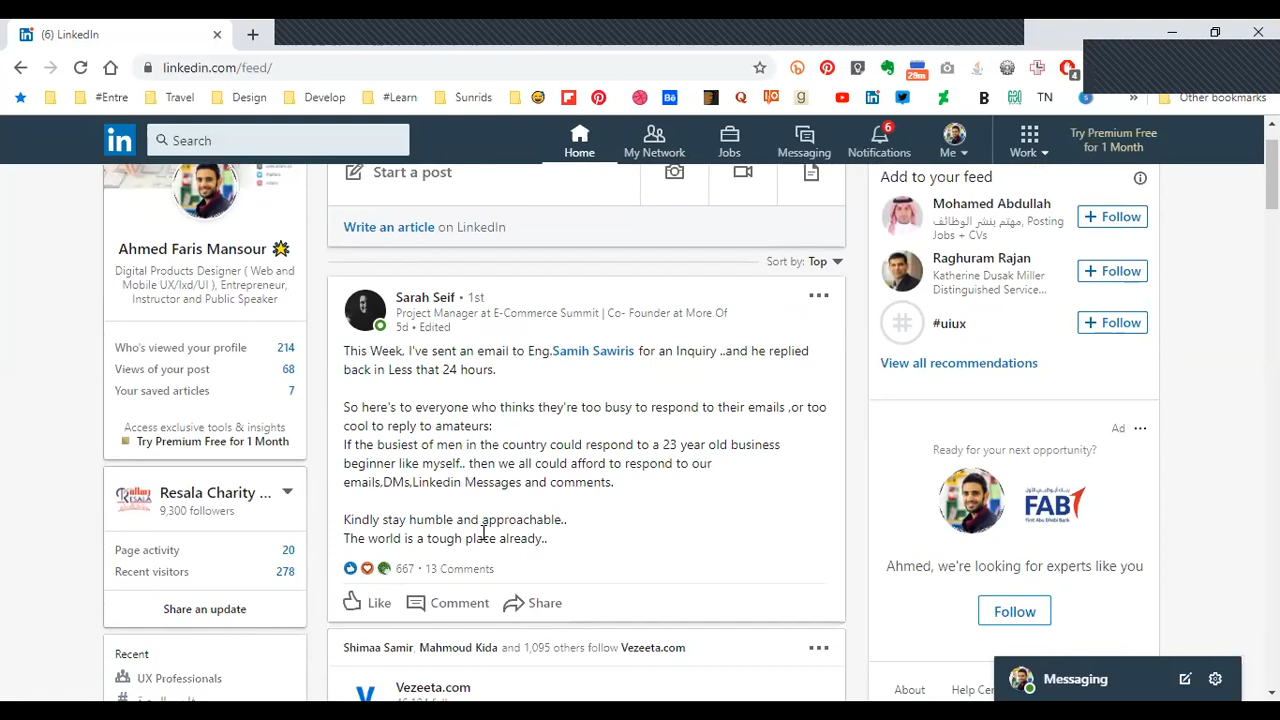 (6) LinkedIn
linkedin.com/feed/
28m
4
#Entre
Travel
Design
Develop
#Learn
Sunrids
TN
Other bookmarks
in
Search
Home
My Network
Jobs
Messaging
6
Notifications
Me
Work
Try Premium Free
for 1 Month
Ahmed Faris Mansour
Digital Products Designer ( Web and
Mobile UX/Ixd/UI ), Entrepreneur,
Instructor and Public Speaker
Who's viewed your profile 214
Views of your post 68
Your saved articles 7
Access exclusive tools & insights
Try Premium Free for 1 Month
Resala Charity ...
9,300 followers
Page activity 20
Recent visitors 278
Share an update
Recent
UX Professionals
Start a post
Write an article on LinkedIn
Sort by: Top
Sarah Seif • 1st
Project Manager at E-Commerce Summit | Co- Founder at More Of
5d • Edited
This Week, I've sent an email to Eng.Samih Sawiris for an Inquiry ..and he replied
back in Less that 24 hours.
So here's to everyone who thinks they're too busy to respond to their emails ,or too
cool to reply to amateurs:
If the busiest of men in the country could respond to a 23 year old business
beginner like myself.. then we all could afford to respond to our
emails,DMs,Linkedin Messages and comments.
Kindly stay humble and approachable..
The world is a tough place already..
667 • 13 Comments
Like
Comment
Share
Shimaa Samir, Mahmoud Kida and 1,095 others follow Vezeeta.com
Vezeeta.com
Add to your feed
Mohamed Abdullah
مهتم بنشر الوظائف, Posting
Jobs + CVs
+ Follow
Raghuram Rajan
Katherine Dusak Miller
Distinguished Service...
+ Follow
#uiux
+ Follow
View all recommendations
Ad
Ready for your next opportunity?
بنك أبوظبي الأول
FAB
First Abu Dhabi Bank
Ahmed, we're looking for experts like you
Follow
About
Help Cen
Messaging